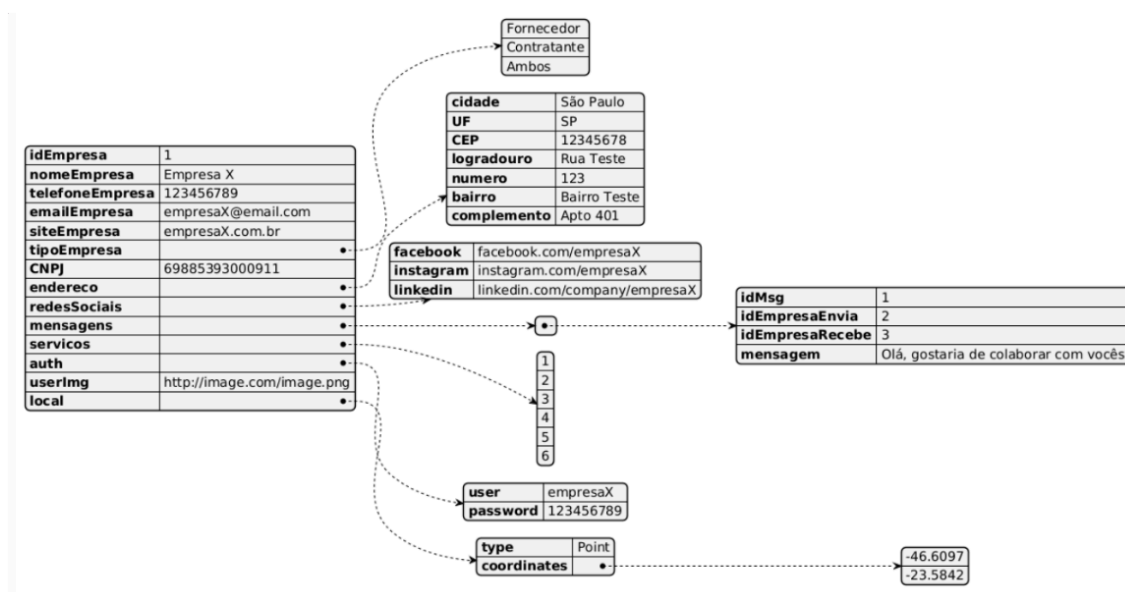 Fornecedor
Contratante
Ambos
cidade São Paulo
UF SP
CEP 12345678
logradouro Rua Teste
numero 123
bairro Bairro Teste
complemento Apto 401
idEmpresa 1
nomeEmpresa Empresa X
telefoneEmpresa 123456789
emailEmpresa empresaX@email.com
siteEmpresa empresaX.com.br
tipoEmpresa
CNPJ 69885393000911
endereco
redesSociais
mensagens
servicos
auth
userImg http://image.com/image.png
local
facebook facebook.com/empresaX
instagram instagram.com/empresaX
linkedin linkedin.com/company/empresaX
idMsg 1
idEmpresaEnvia 2
idEmpresaRecebe 3
mensagem Olá, gostaria de colaborar com vocês
1
2
3
4
5
6
user empresaX
password 123456789
type Point
coordinates
-46.6097
-23.5842